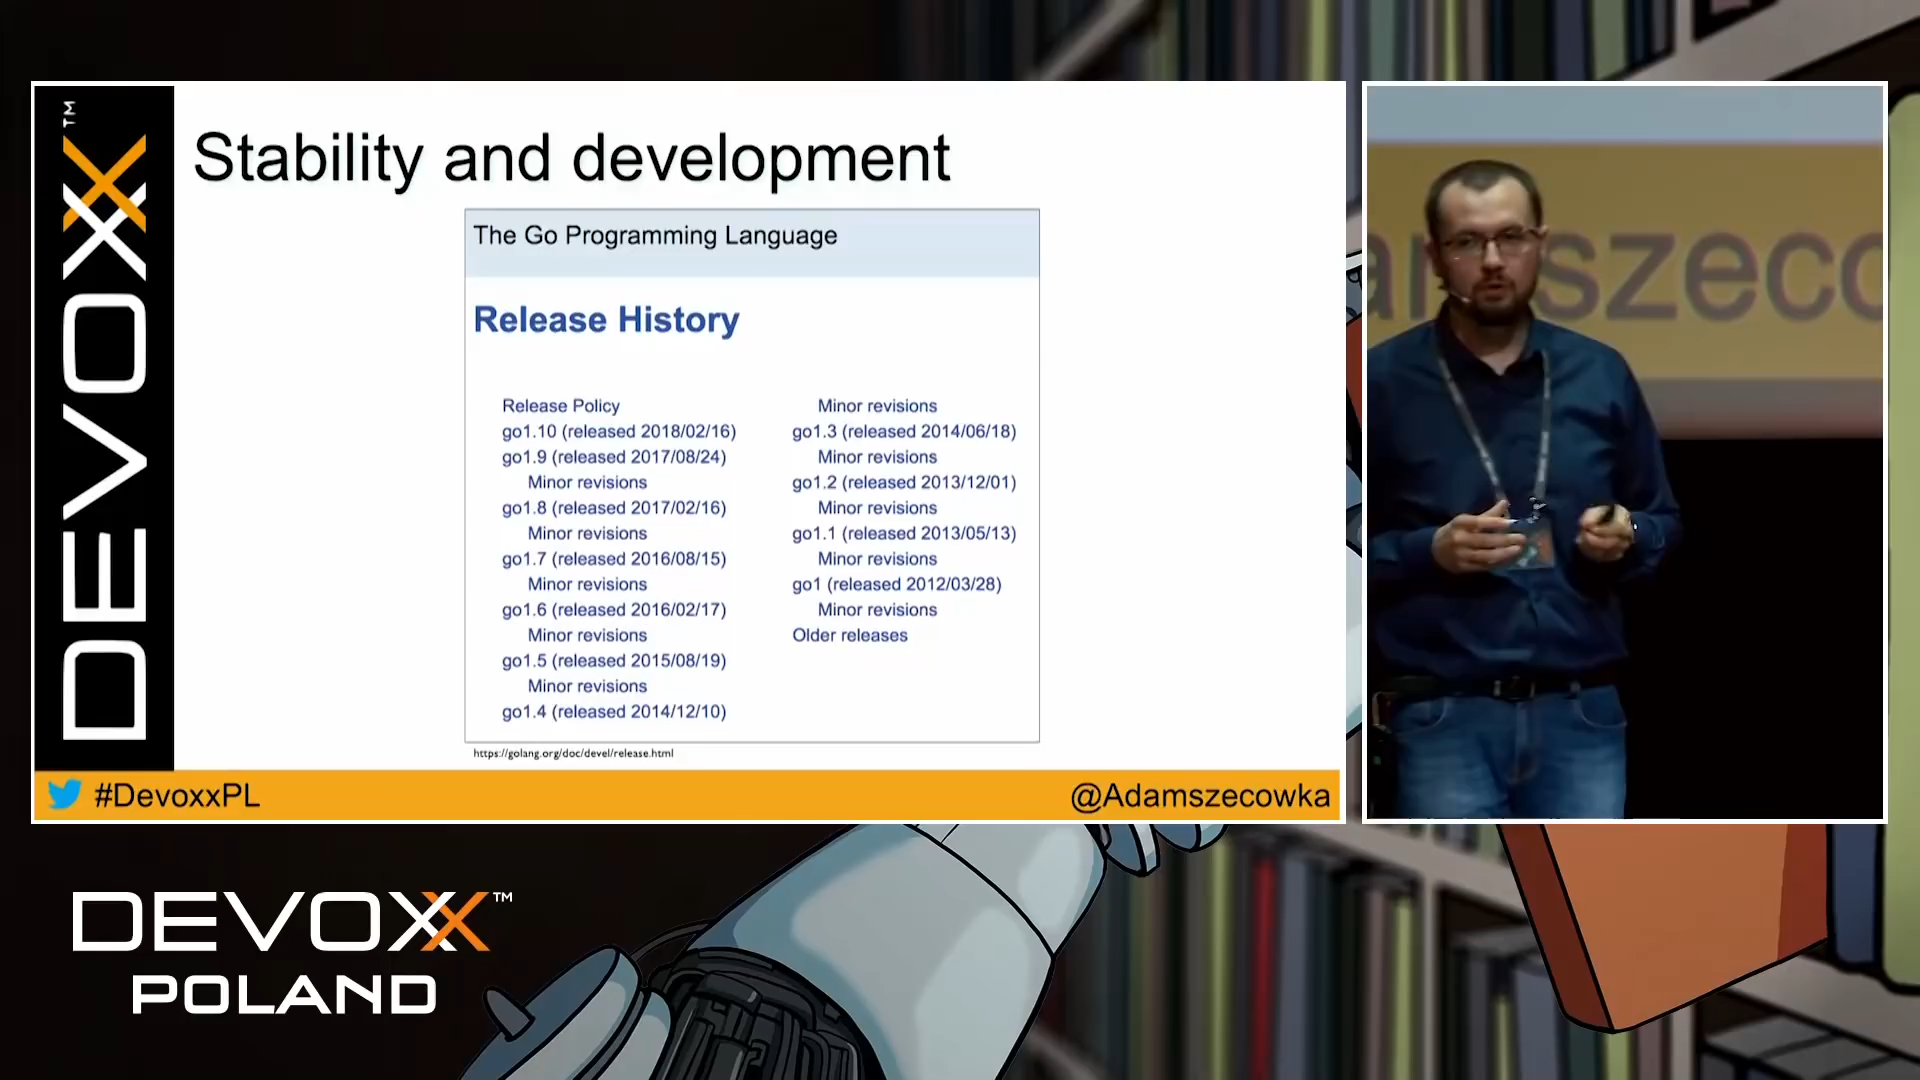 DEVOXX™
Stability and development
The Go Programming Language
Release History
Release Policy
go1.10 (released 2018/02/16)
go1.9 (released 2017/08/24)
Minor revisions
go1.8 (released 2017/02/16)
Minor revisions
go1.7 (released 2016/08/15)
Minor revisions
go1.6 (released 2016/02/17)
Minor revisions
go1.5 (released 2015/08/19)
Minor revisions
go1.4 (released 2014/12/10)
Minor revisions
go1.3 (released 2014/06/18)
Minor revisions
go1.2 (released 2013/12/01)
Minor revisions
go1.1 (released 2013/05/13)
Minor revisions
go1 (released 2012/03/28)
Minor revisions
Older releases
https://golang.org/doc/devel/release.html
#DevoxxPL
@Adamszecowka
amszeco
DEVOXX™
POLAND